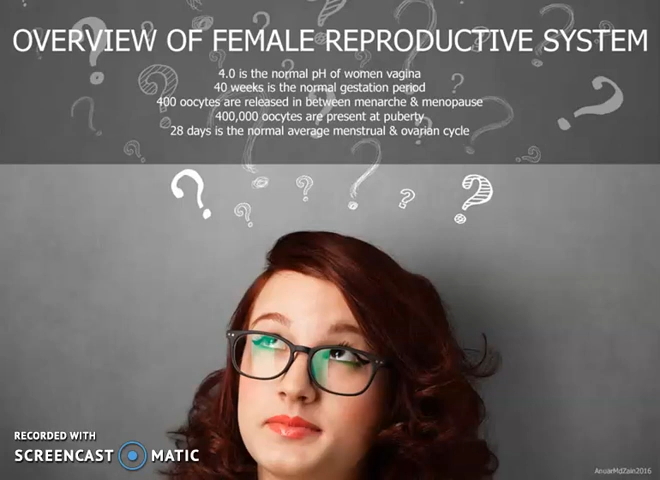 OVERVIEW OF FEMALE REPRODUCTIVE SYSTEM
4.0 is the normal pH of women vagina
40 weeks is the normal gestation period
400 oocytes are released in between menarche & menopause
400,000 oocytes are present at puberty
28 days is the normal average menstrual & ovarian cycle
RECORDED WITH
SCREENCAST MATIC
AnuarMdZain2016